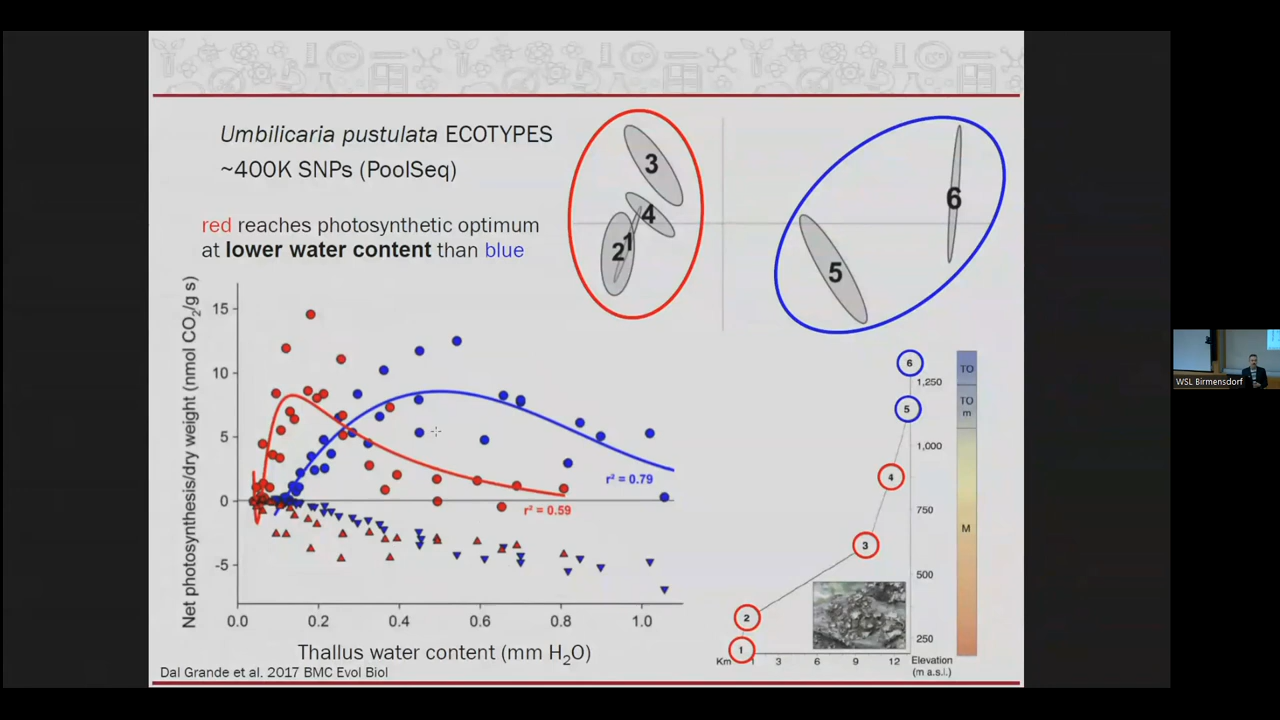 Umbilicaria pustulata ECOTYPES
~400K SNPs (PoolSeq)
red reaches photosynthetic optimum
at lower water content than blue
3
4
1
2
5
6
Net photosynthesis/dry weight (nmol CO₂/g s)
15
10
5
0
-5
r² = 0.79
r² = 0.59
0.0 0.2 0.4 0.6 0.8 1.0
Thallus water content (mm H₂O)
Dal Grande et al. 2017 BMC Evol Biol
6
5
4
3
2
1
1,250
1,000
750
500
250
TO
TO
m
M
Km 1 3 6 9 12 Elevation
(m a.s.l.)
WSL Birmensdorf